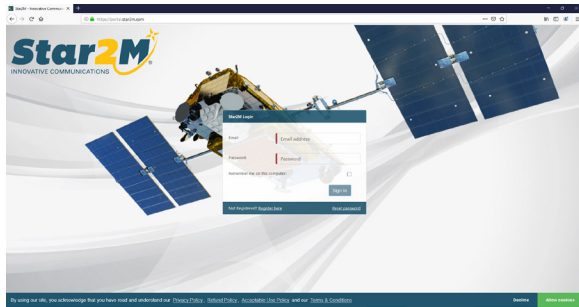 Star2M - Innovative Commun
https://portal.star2m.com
Star2M
INNOVATIVE COMMUNICATIONS
Star2M Login
Email
Email address
Password
Password
Remember me on this computer
Sign In
Not Registered? Register here
Reset password
By using our site, you acknowledge that you have read and understand our Privacy Policy, Refund Policy, Acceptable Use Policy and our Terms & Conditions
Decline
Allow cookies